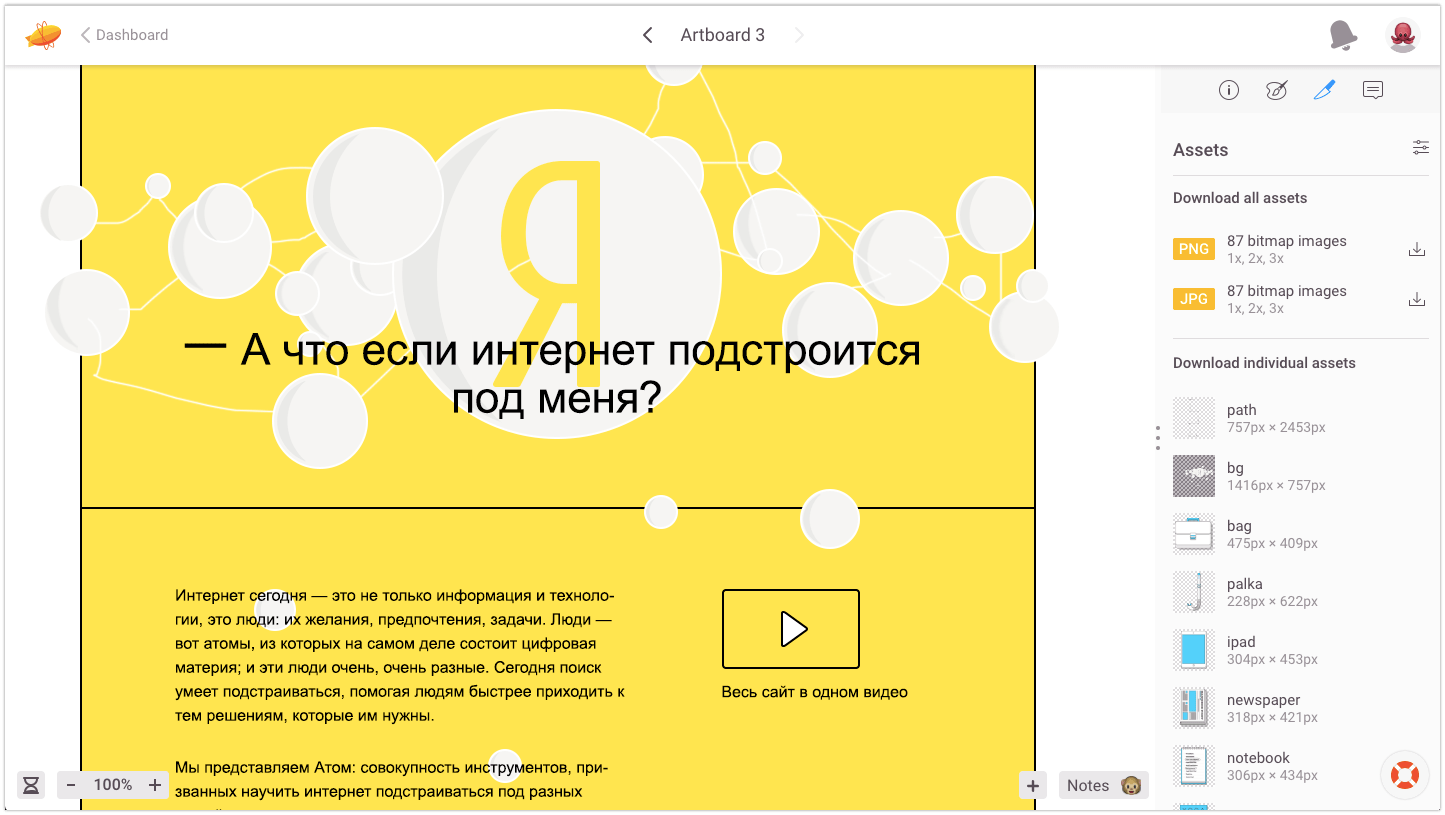 Dashboard
Artboard 3
Я
— А что если интернет подстроится
под меня?
Интернет сегодня — это не только информация и техноло-
гии, это люди: их желания, предпочтения, задачи. Люди —
вот атомы, из которых на самом деле состоит цифровая
материя; и эти люди очень, очень разные. Сегодня поиск
умеет подстраиваться, помогая людям быстрее приходить к
тем решениям, которые им нужны.
Мы представляем Атом: совокупность инструментов, при-
званных научить интернет подстраиваться под разных
Весь сайт в одном видео
100%
Notes
Assets
Download all assets
PNG
87 bitmap images
1x, 2x, 3x
JPG
87 bitmap images
1x, 2x, 3x
Download individual assets
path
757px × 2453px
bg
1416px × 757px
bag
475px × 409px
palka
228px × 622px
ipad
304px × 453px
newspaper
318px × 421px
notebook
306px × 434px